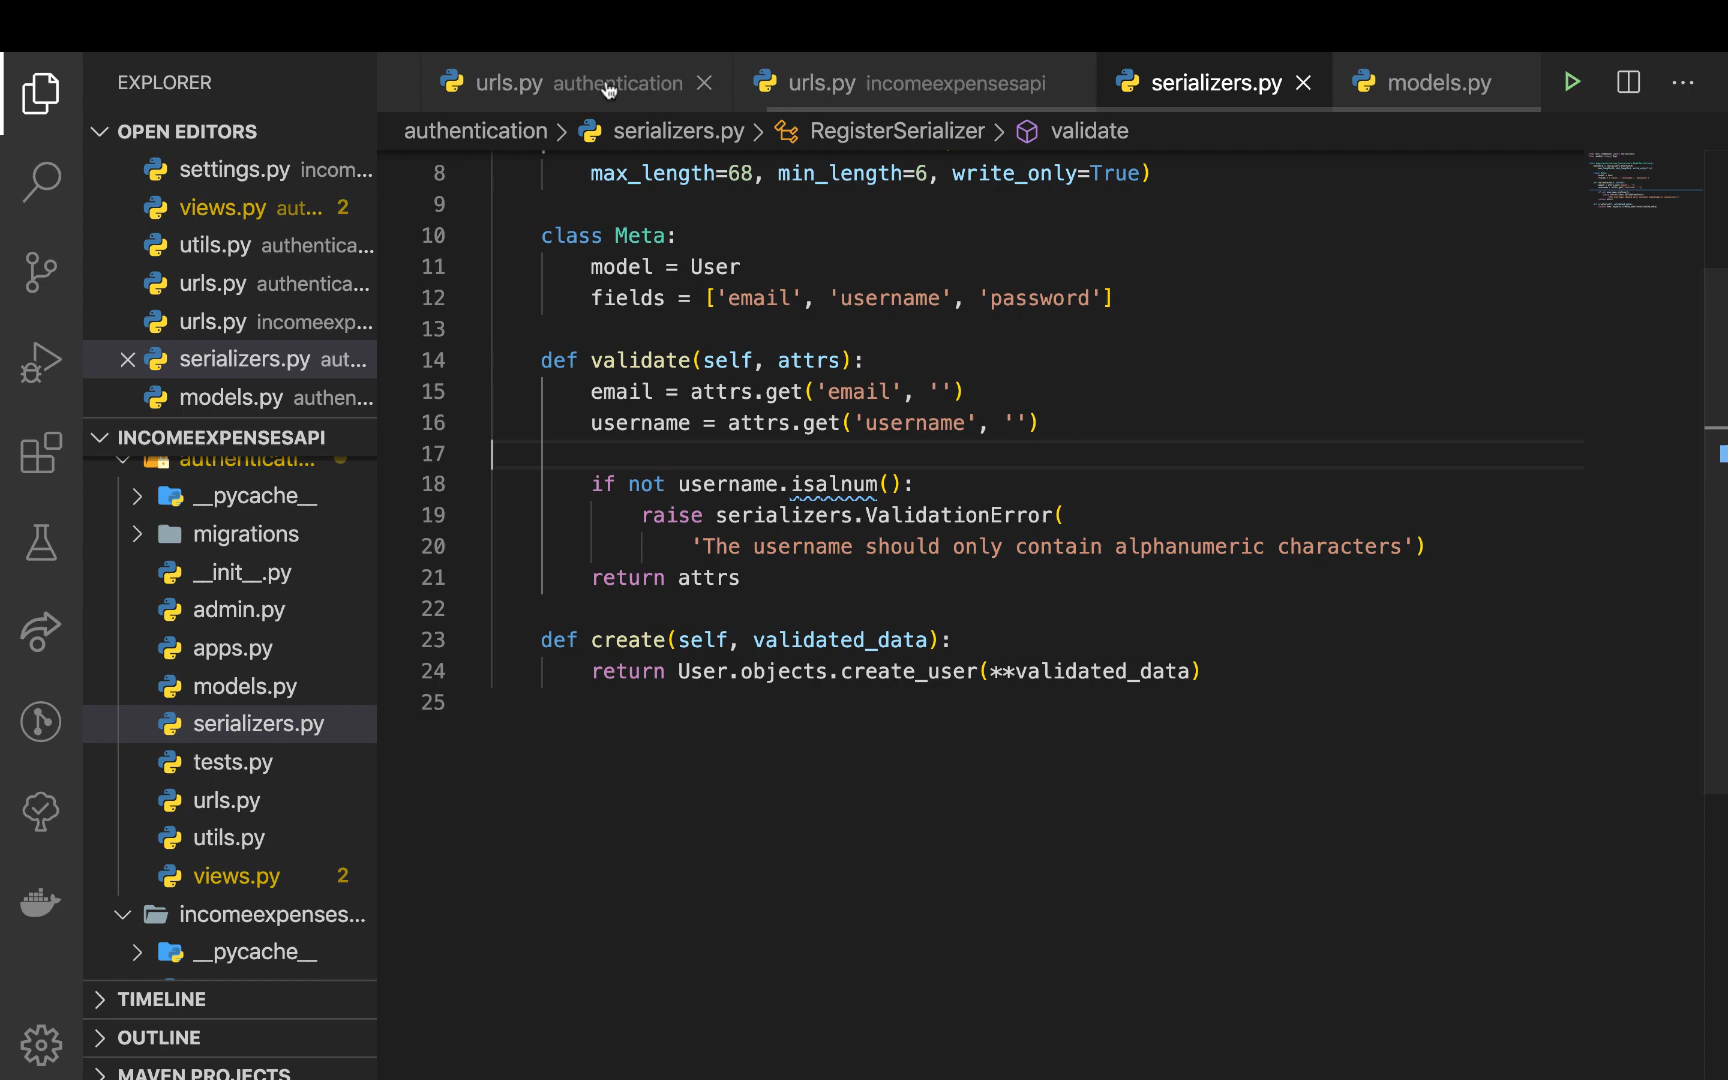 EXPLORER
urls.py authentication
urls.py incomeexpensesapi
serializers.py
models.py
OPEN EDITORS
authentication > serializers.py > RegisterSerializer > validate
settings.py incom...
views.py aut... 2
utils.py authentica...
urls.py authentica...
urls.py incomeexp...
serializers.py aut...
models.py authen...
INCOMEEXPENSESAPI
authenticati...
__pycache__
migrations
__init__.py
admin.py
apps.py
models.py
serializers.py
tests.py
urls.py
utils.py
views.py 2
incomeexpenses...
__pycache__
TIMELINE
OUTLINE
MAVEN PROJECTS
8 max_length=68, min_length=6, write_only=True)
9
10 class Meta:
11 model = User
12 fields = ['email', 'username', 'password']
13
14 def validate(self, attrs):
15 email = attrs.get('email', '')
16 username = attrs.get('username', '')
17
18 if not username.isalnum():
19 raise serializers.ValidationError(
20 'The username should only contain alphanumeric characters')
21 return attrs
22
23 def create(self, validated_data):
24 return User.objects.create_user(**validated_data)
25